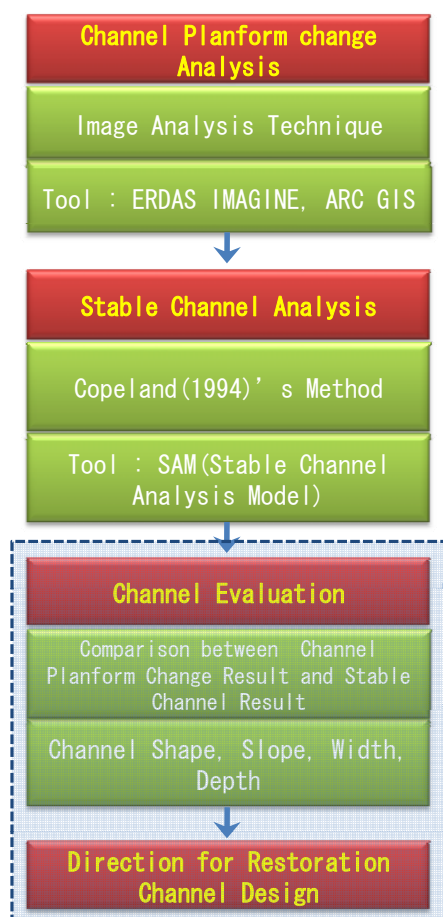 Channel Planform change
Analysis
Image Analysis Technique
Tool : ERDAS IMAGINE, ARC GIS
Stable Channel Analysis
Copeland(1994)’s Method
Tool : SAM(Stable Channel
Analysis Model)
Channel Evaluation
Comparison between Channel
Planform Change Result and Stable
Channel Result
Channel Shape, Slope, Width,
Depth
Direction for Restoration
Channel Design